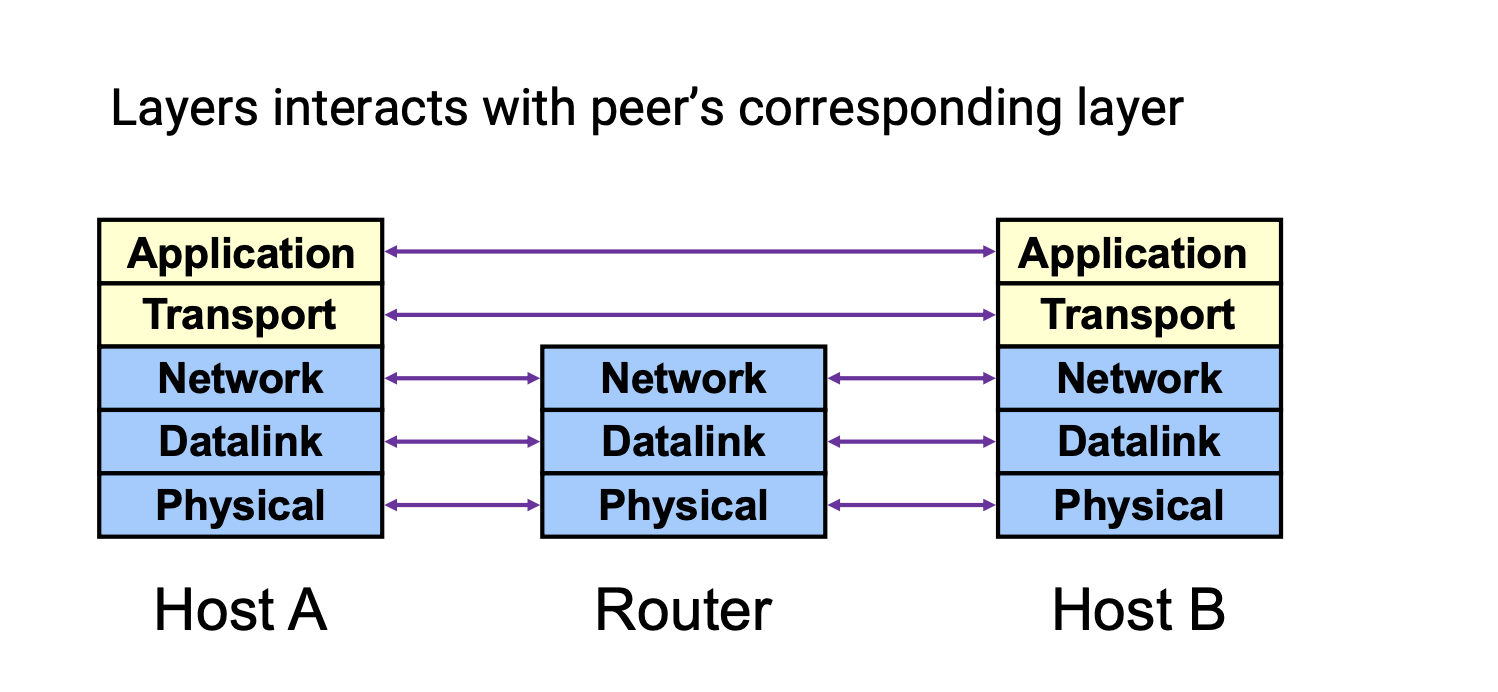 Layers interacts with peer’s corresponding layer
Application
Application
Transport
Transport
Network
Network
Network
Datalink
Datalink
Datalink
Physical
Physical
Physical
Host A
Router
Host B